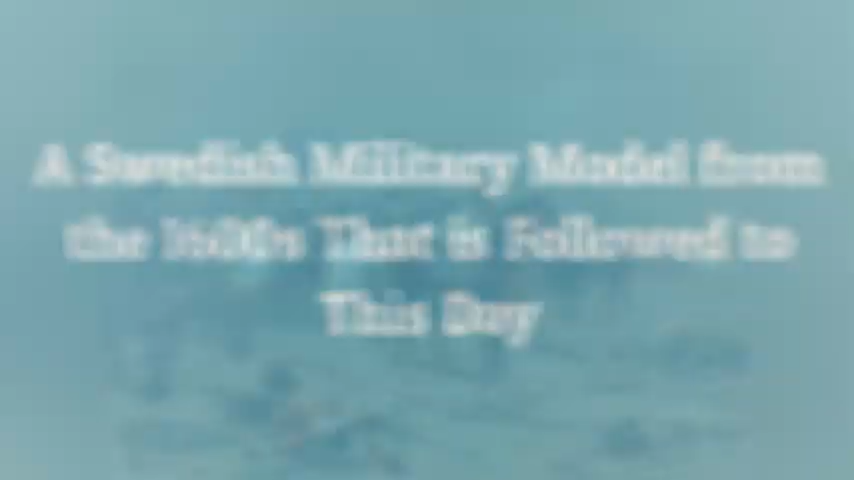 A Swedish Military Model from
the 1600s That is Followed to
This Day